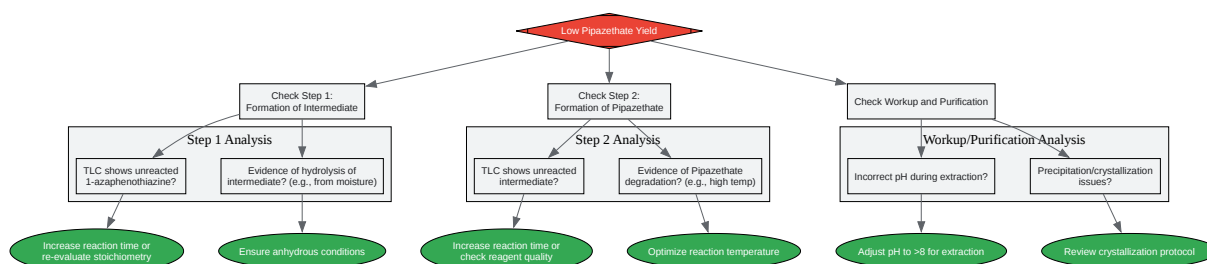 Low Pipazethate Yield
Check Step 1:
Formation of Intermediate
Check Step 2:
Formation of Pipazethate
Check Workup and Purification
Step 1 Analysis
Step 2 Analysis
Workup/Purification Analysis
TLC shows unreacted
1-azaphenothiazine?
Evidence of hydrolysis of
intermediate? (e.g., from moisture)
TLC shows unreacted
intermediate?
Evidence of Pipazethate
degradation? (e.g., high temp)
Incorrect pH during extraction?
Precipitation/crystallization
issues?
Increase reaction time or
re-evaluate stoichiometry
Ensure anhydrous conditions
Increase reaction time or
check reagent quality
Optimize reaction temperature
Adjust pH to >8 for extraction
Review crystallization protocol